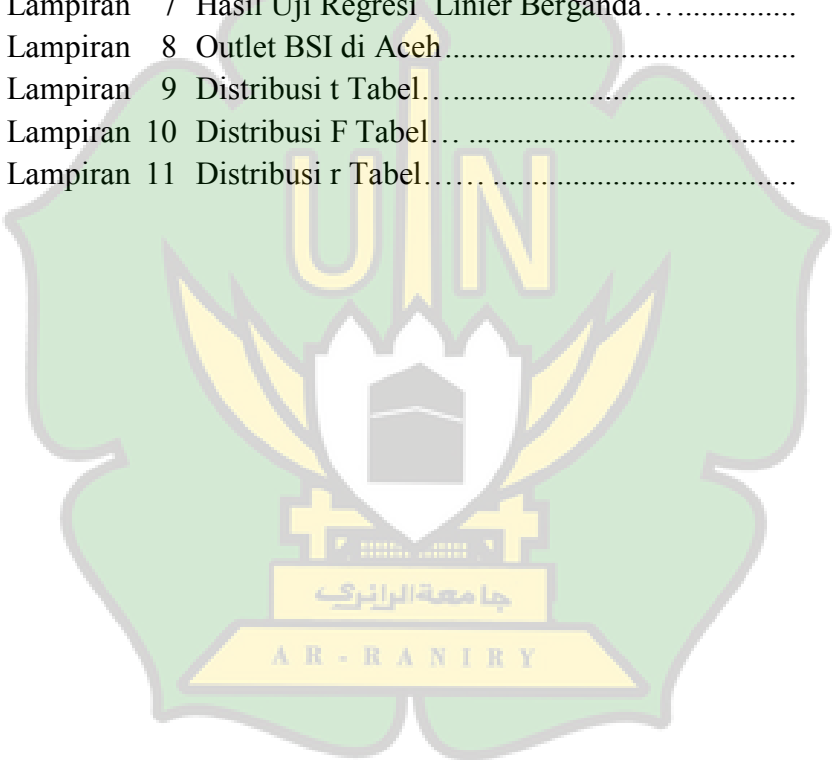 Lampiran 7 Hasil Uji Regresi Linier Berganda…..............
Lampiran 8 Outlet BSI di Aceh.......................................
Lampiran 9 Distribusi t Tabel….......................................
Lampiran 10 Distribusi F Tabel… .....................................
Lampiran 11 Distribusi r Tabel…… ..................................
UIN
جامعة الرانري
AR-RANIRY